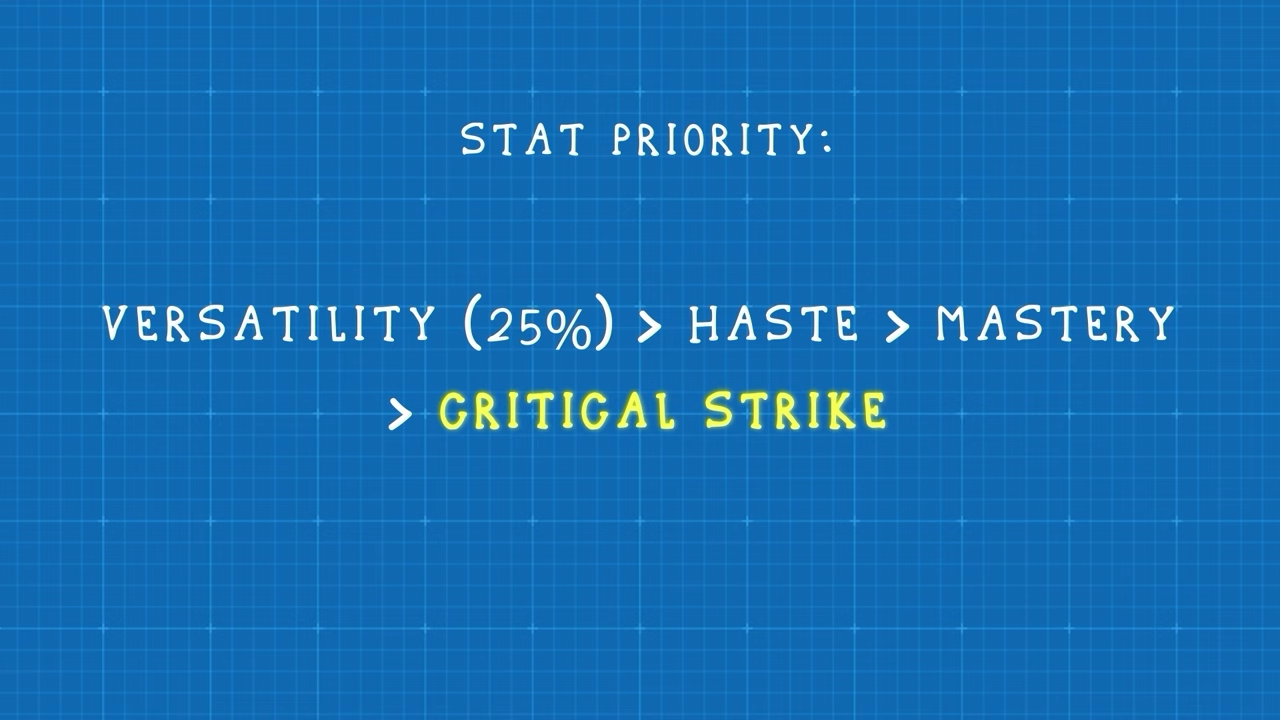 STAT PRIORITY:
VERSATILITY (25%) > HASTE > MASTERY
> CRITICAL STRIKE